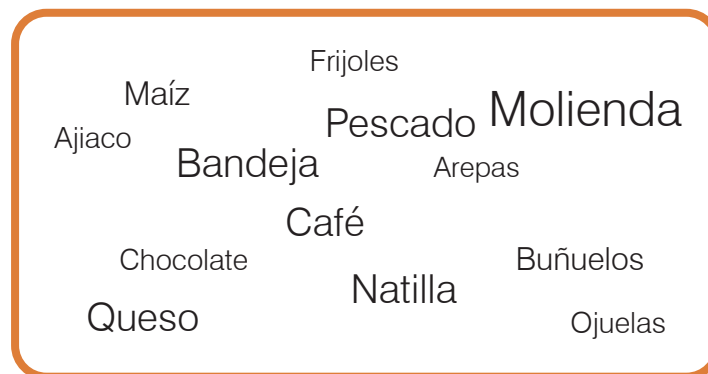 Frijoles
Maíz
Molienda
Pescado
Ajiaco
Bandeja
Arepas
Café
Chocolate
Buñuelos
Natilla
Queso
Ojuelas